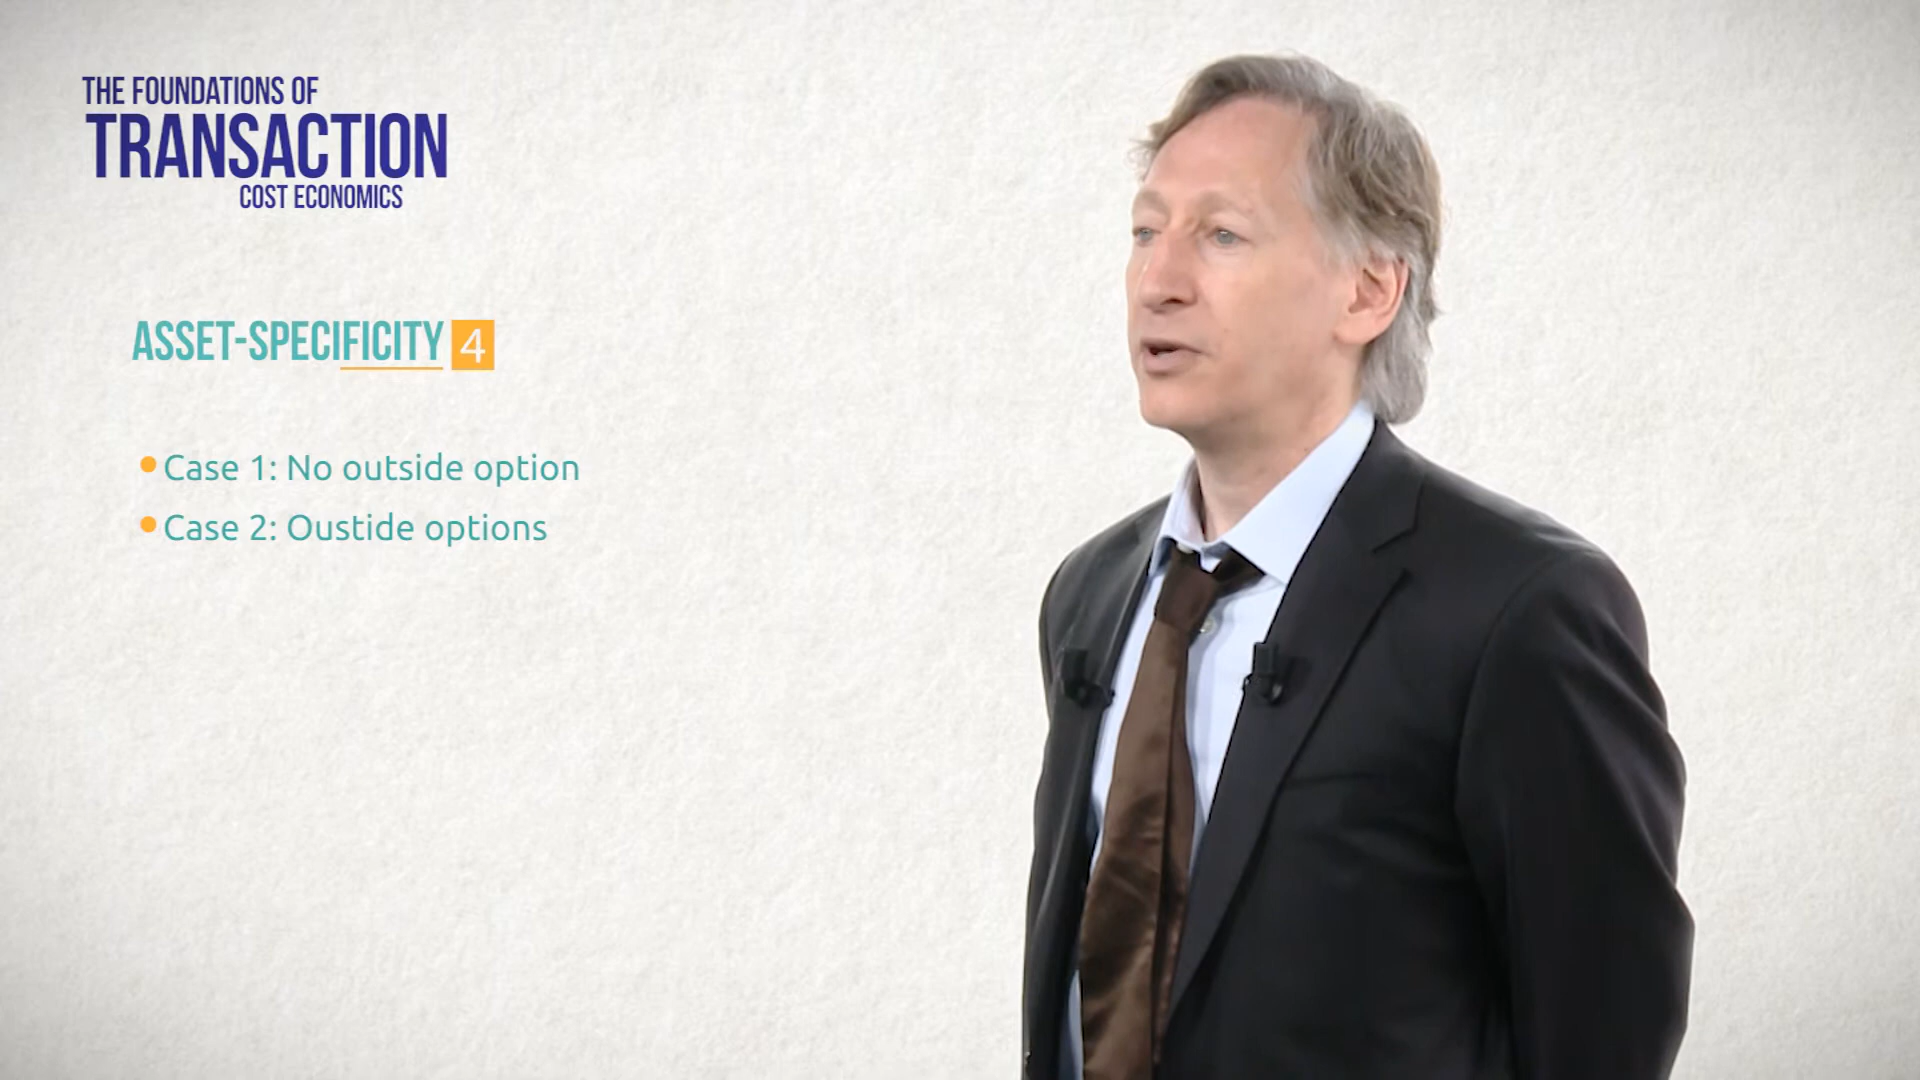 THE FOUNDATIONS OF
TRANSACTION
COST ECONOMICS
ASSET-SPECIFICITY 4
Case 1: No outside option
Case 2: Oustide options